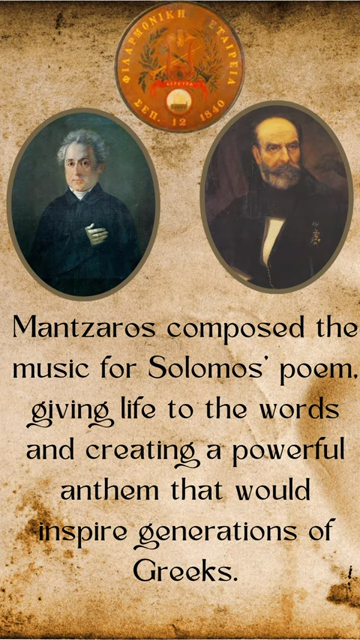 ΦΙΛΑΡΜΟΝΙΚΗ ΕΤΑΙΡΕΙΑ
ΣΕΠ. 12 1840
Mantzaros composed the
music for Solomos' poem,
giving life to the words
and creating a powerful
anthem that would
inspire generations of
Greeks.